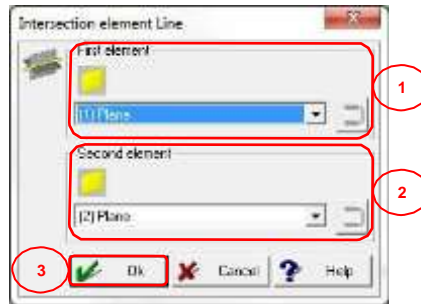 Intersection element Line
First element
1
(1) Plane
Second element
2
(2) Plane
3 Ok Cancel Help